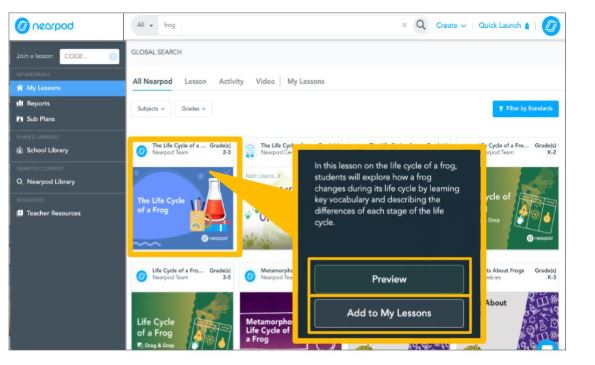 nearpod
All
frog
Create
Quick Launch
Join a lesson
CODE...
GLOBAL SEARCH
MY MATERIALS
My Lessons
Reports
Sub Plans
SHARED LIBRARIES
School Library
NEARPOD CONTENT
Nearpod Library
RESOURCES
Teacher Resources
All Nearpod
Lesson
Activity
Video
My Lessons
Subjects
Grades
Filter by Standards
The Life Cycle of a ... Grade(s)
Nearpod Team 2-3
The Life Cycle
of a Frog
nearpod
The Life Cyc
Nearpod Ce
The Life Cycle of a Fro... Grade(s)
Nearpod Team K-2
ycle of
Drop
nearpod
In this lesson on the life cycle of a frog,
students will explore how a frog
changes during its life cycle by learning
key vocabulary and describing the
differences of each stage of the life
cycle.
Preview
Add to My Lessons
Life Cycle of a Fro... Grade(s)
Nearpod Team 3-5
Life Cycle
of a Frog
Drag & Drop
Metamorpho
Nearpod Team
Metamorpho
Life Cycle of
a Frog
ts About Frogs Grade(s)
eebies K-3
About